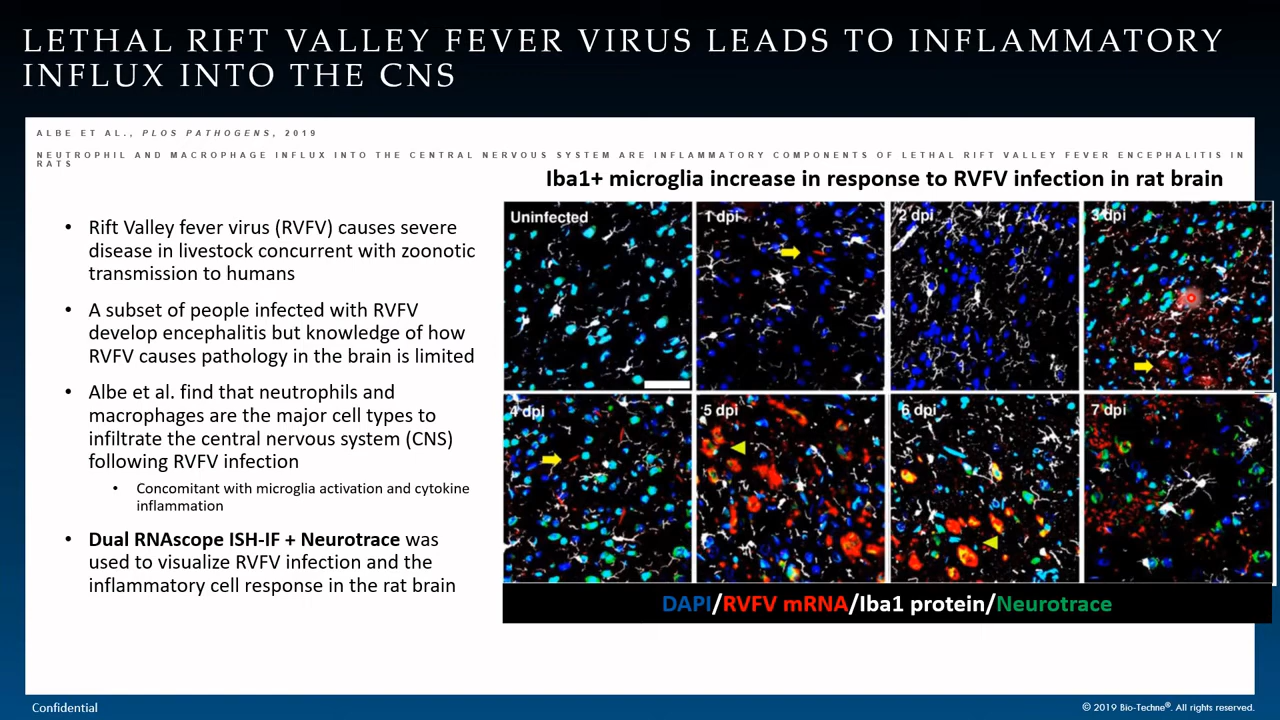 LETHAL RIFT VALLEY FEVER VIRUS LEADS TO INFLAMMATORY
INFLUX INTO THE CNS
ALBE ET AL., PLOS PATHOGENS, 2019
NEUTROPHIL AND MACROPHAGE INFLUX INTO THE CENTRAL NERVOUS SYSTEM ARE INFLAMMATORY COMPONENTS OF LETHAL RIFT VALLEY FEVER ENCEPHALITIS IN
RATS
Iba1+ microglia increase in response to RVFV infection in rat brain
• Rift Valley fever virus (RVFV) causes severe
disease in livestock concurrent with zoonotic
transmission to humans
• A subset of people infected with RVFV
develop encephalitis but knowledge of how
RVFV causes pathology in the brain is limited
• Albe et al. find that neutrophils and
macrophages are the major cell types to
infiltrate the central nervous system (CNS)
following RVFV infection
• Concomitant with microglia activation and cytokine
inflammation
• Dual RNAscope ISH-IF + Neurotrace was
used to visualize RVFV infection and the
inflammatory cell response in the rat brain
Uninfected
1 dpi
2 dpi
3 dpi
4 dpi
5 dpi
6 dpi
7 dpi
DAPI/RVFV mRNA/Iba1 protein/Neurotrace
Confidential
© 2019 Bio-Techne®. All rights reserved.